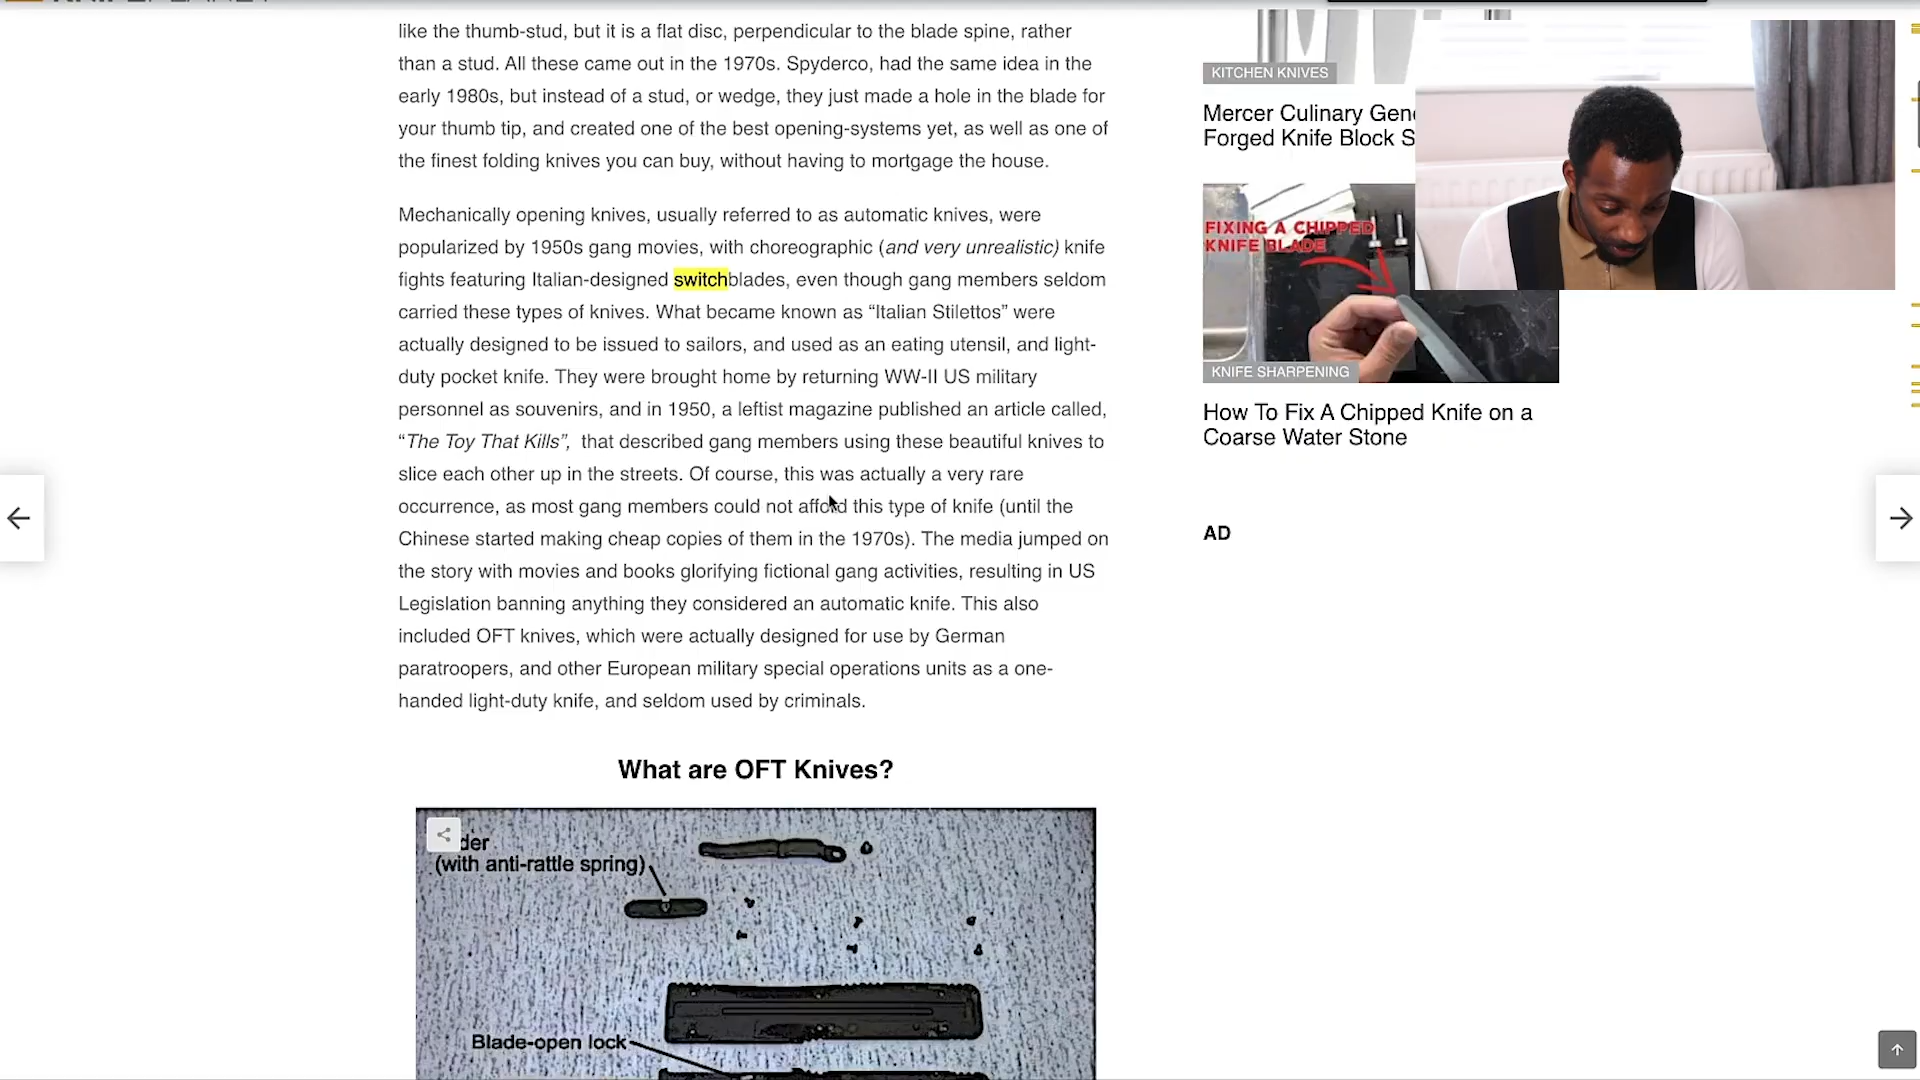 like the thumb-stud, but it is a flat disc, perpendicular to the blade spine, rather
than a stud. All these came out in the 1970s. Spyderco, had the same idea in the
early 1980s, but instead of a stud, or wedge, they just made a hole in the blade for
your thumb tip, and created one of the best opening-systems yet, as well as one of
the finest folding knives you can buy, without having to mortgage the house.
Mechanically opening knives, usually referred to as automatic knives, were
popularized by 1950s gang movies, with choreographic (and very unrealistic) knife
fights featuring Italian-designed switchblades, even though gang members seldom
carried these types of knives. What became known as “Italian Stilettos” were
actually designed to be issued to sailors, and used as an eating utensil, and light-
duty pocket knife. They were brought home by returning WW-II US military
personnel as souvenirs, and in 1950, a leftist magazine published an article called,
“The Toy That Kills”, that described gang members using these beautiful knives to
slice each other up in the streets. Of course, this was actually a very rare
occurrence, as most gang members could not afford this type of knife (until the
Chinese started making cheap copies of them in the 1970s). The media jumped on
the story with movies and books glorifying fictional gang activities, resulting in US
Legislation banning anything they considered an automatic knife. This also
included OFT knives, which were actually designed for use by German
paratroopers, and other European military special operations units as a one-
handed light-duty knife, and seldom used by criminals.
What are OFT Knives?
der
(with anti-rattle spring)
Blade-open lock
KITCHEN KNIVES
Mercer Culinary Gen
Forged Knife Block S
FIXING A CHIPPED
KNIFE BLADE
KNIFE SHARPENING
How To Fix A Chipped Knife on a
Coarse Water Stone
AD